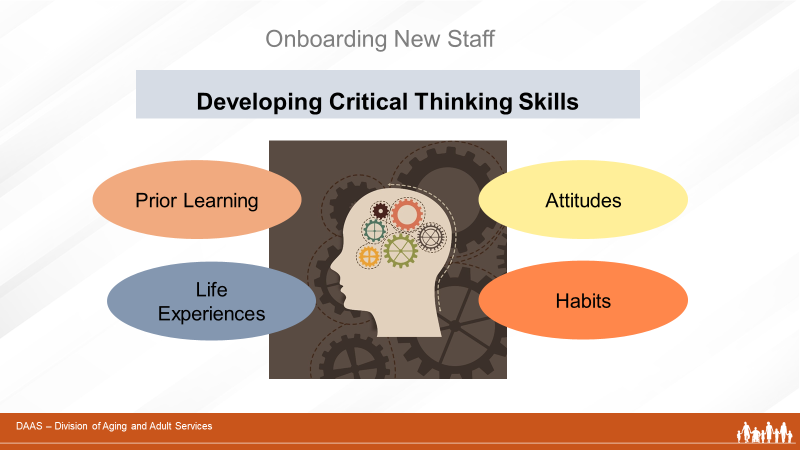 Onboarding New Staff
Developing Critical Thinking Skills
Prior Learning
Attitudes
Life
Experiences
Habits
DAAS – Division of Aging and Adult Services